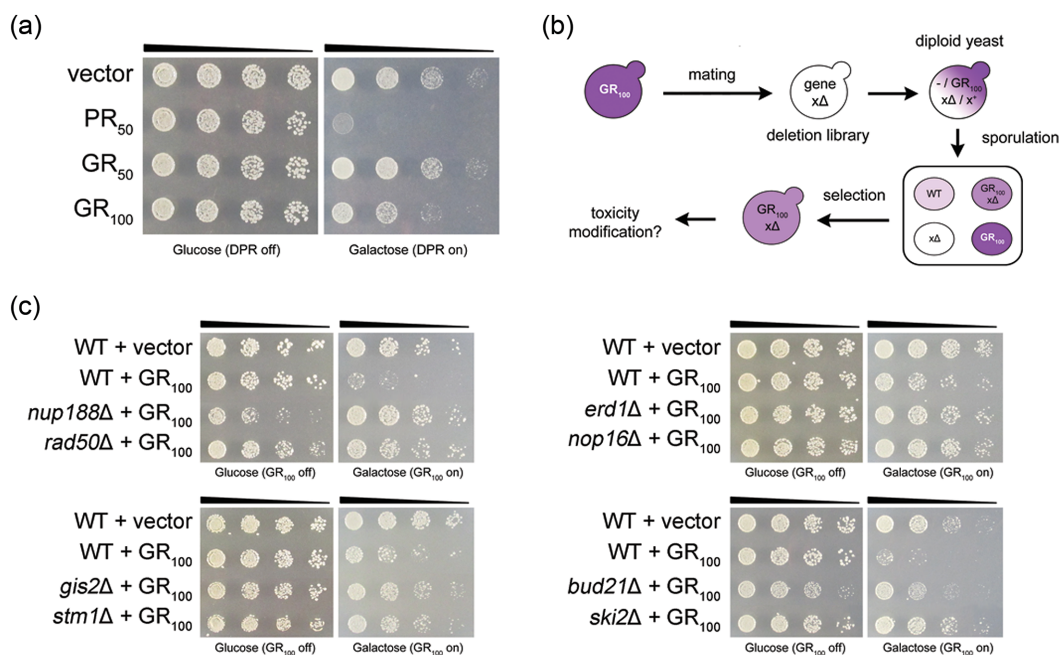 (a)
vector
PR50
GR50
GR100
Glucose (DPR off)
Galactose (DPR on)
(b)
GR100
mating
gene
xΔ
deletion library
diploid yeast
- / GR100
xΔ / x+
sporulation
WT
GR100
xΔ
xΔ
GR100
selection
GR100
xΔ
toxicity
modification?
(c)
WT + vector
WT + GR100
nup188Δ + GR100
rad50Δ + GR100
Glucose (GR100 off)
Galactose (GR100 on)
WT + vector
WT + GR100
erd1Δ + GR100
nop16Δ + GR100
Glucose (GR100 off)
Galactose (GR100 on)
WT + vector
WT + GR100
gis2Δ + GR100
stm1Δ + GR100
Glucose (GR100 off)
Galactose (GR100 on)
WT + vector
WT + GR100
bud21Δ + GR100
ski2Δ + GR100
Glucose (GR100 off)
Galactose (GR100 on)